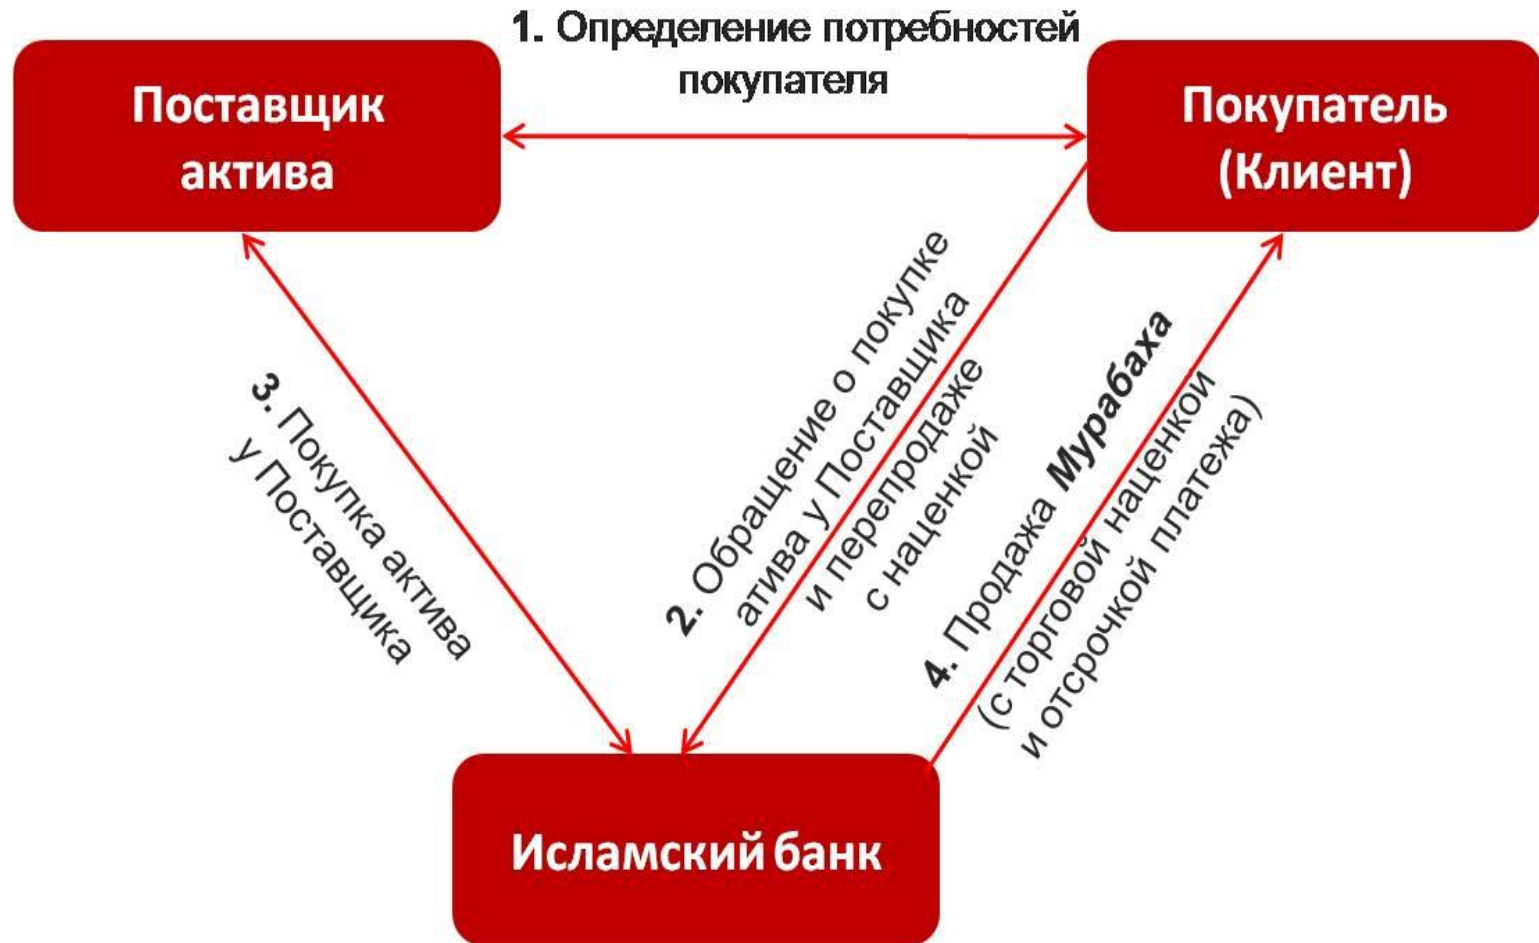 1. Определение потребностей
покупателя
Поставщик
актива
Покупатель
(Клиент)
2. Обращение о покупке
атива у Поставщика
и перепродаже
с наценкой
3. Покупка актива
у Поставщика
4. Продажа Мурабаха
(с торговой наценкой
и отсрочкой платежа)
Исламский банк